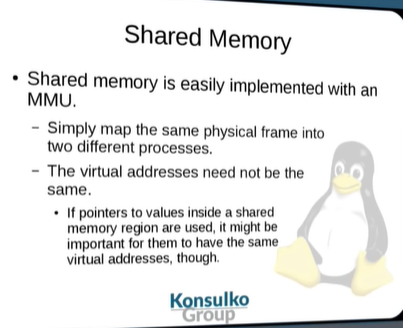 Shared Memory
• Shared memory is easily implemented with an
MMU.
– Simply map the same physical frame into
two different processes.
– The virtual addresses need not be the
same.
• If pointers to values inside a shared
memory region are used, it might be
important for them to have the same
virtual addresses, though.
Konsulko
Group